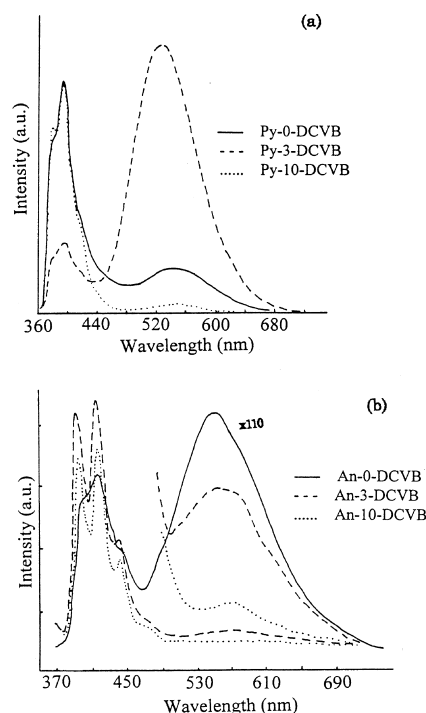 (a)
Intensity (a.u.)
Py-0-DCVB
Py-3-DCVB
Py-10-DCVB
360 440 520 600 680
Wavelength (nm)
(b)
x110
Intensity (a.u.)
An-0-DCVB
An-3-DCVB
An-10-DCVB
370 450 550 610 690
Wavelength (nm)